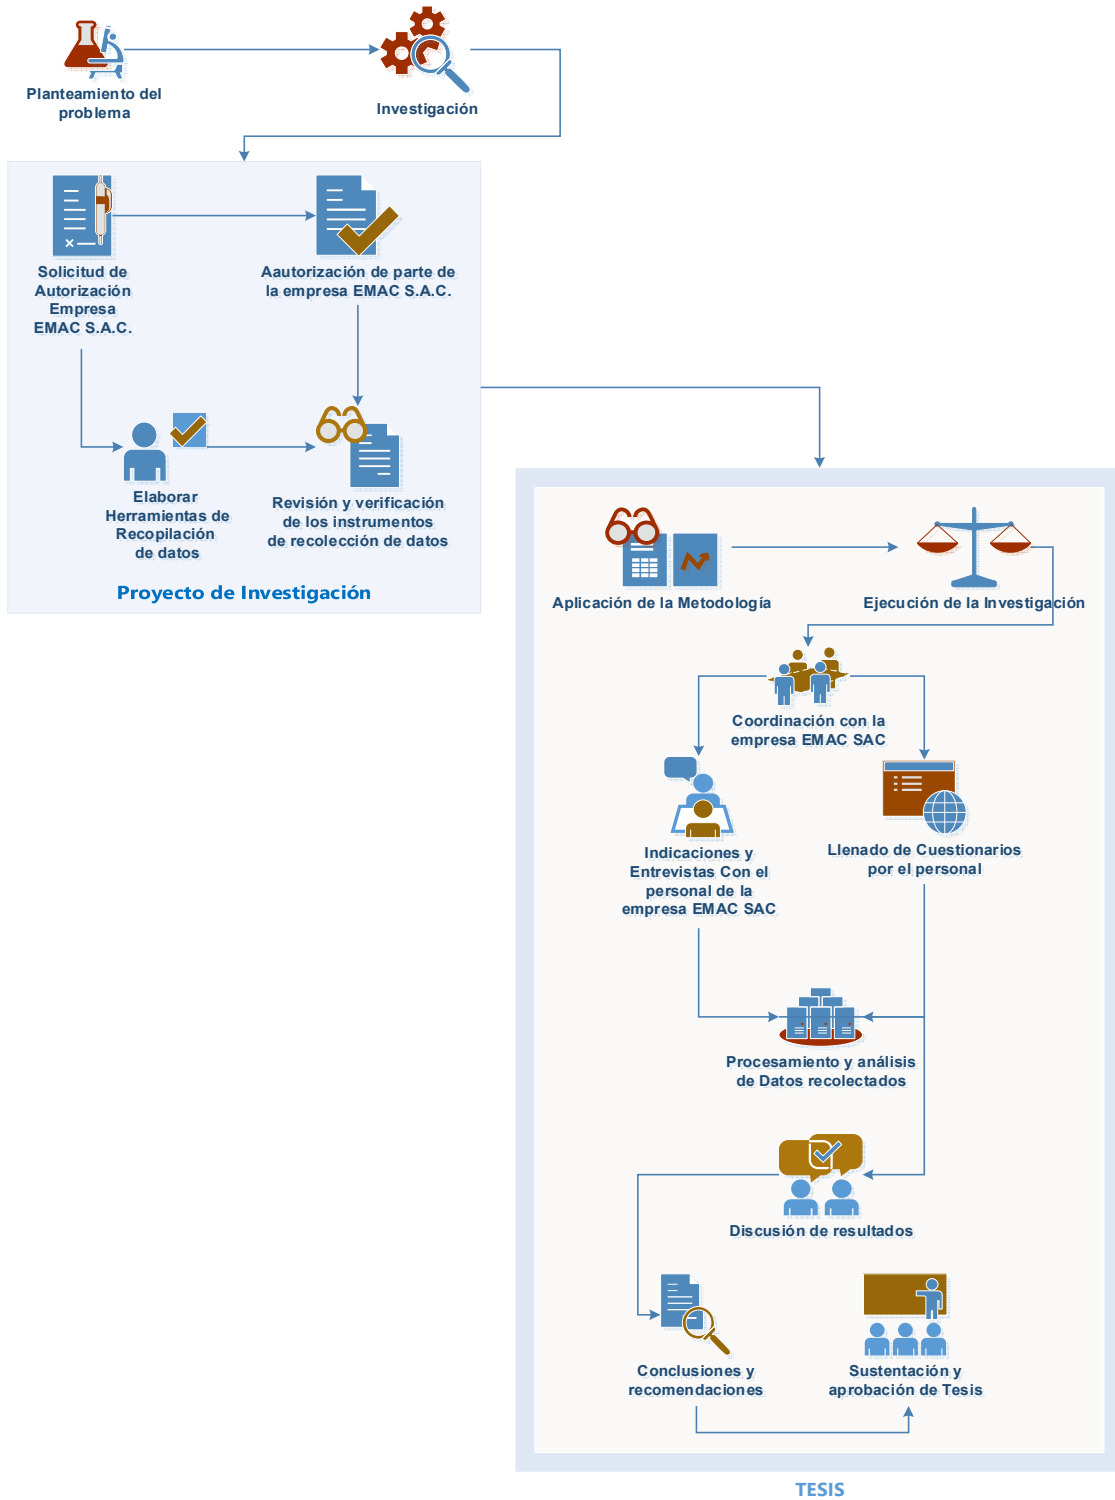 Planteamiento del
problema
Investigación
Solicitud de
Autorización
Empresa
EMAC S.A.C.
Aautorización de parte de
la empresa EMAC S.A.C.
Elaborar
Herramientas de
Recopilación
de datos
Revisión y verificación
de los instrumentos
de recolección de datos
Proyecto de Investigación
Aplicación de la Metodología
Ejecución de la Investigación
Coordinación con la
empresa EMAC SAC
Indicaciones y
Entrevistas Con el
personal de la
empresa EMAC SAC
Llenado de Cuestionarios
por el personal
Procesamiento y análisis
de Datos recolectados
Discusión de resultados
Conclusiones y
recomendaciones
Sustentación y
aprobación de Tesis
TESIS